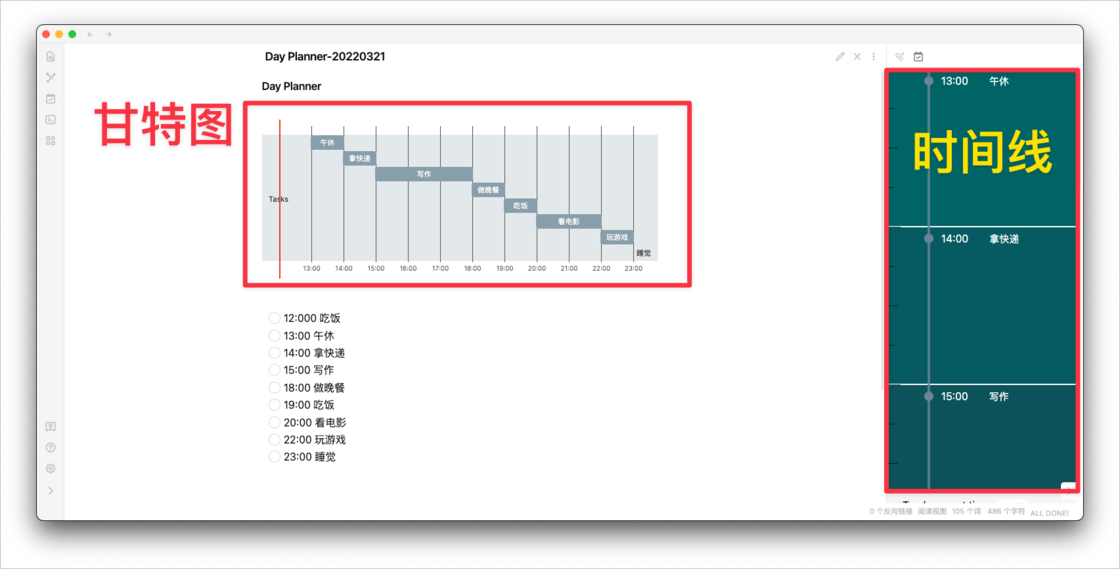 Day Planner-20220321
Day Planner
甘特图
午休
拿快递
写作
做晚餐
吃饭
看电影
玩游戏
睡觉
Tasks
13:00 14:00 15:00 16:00 17:00 18:00 19:00 20:00 21:00 22:00 23:00
12:000 吃饭
13:00 午休
14:00 拿快递
15:00 写作
18:00 做晚餐
19:00 吃饭
20:00 看电影
22:00 玩游戏
23:00 睡觉
13:00 午休
时间线
14:00 拿快递
15:00 写作
0 个反向链接 阅读视图 105 个词 486 个字符 ALL DONE!